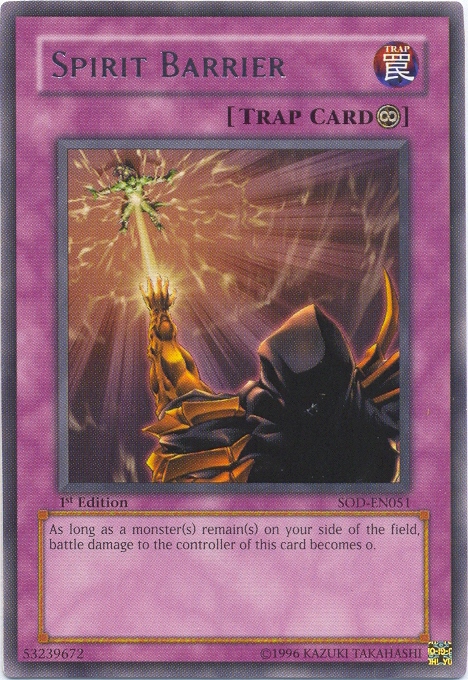 SPIRIT BARRIER
TRAP
罠
[TRAP CARD♾]
1st Edition
SOD-EN051
As long as a monster(s) remain(s) on your side of the field,
battle damage to the controller of this card becomes 0.
53239672
©1996 KAZUKI TAKAHASHI